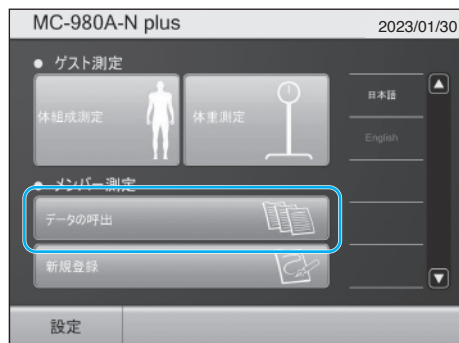 MC-980A-N plus
2023/01/30
● ゲスト測定
体組成測定
体重測定
日本語
English
● メンバー測定
データの呼出
新規登録
設定